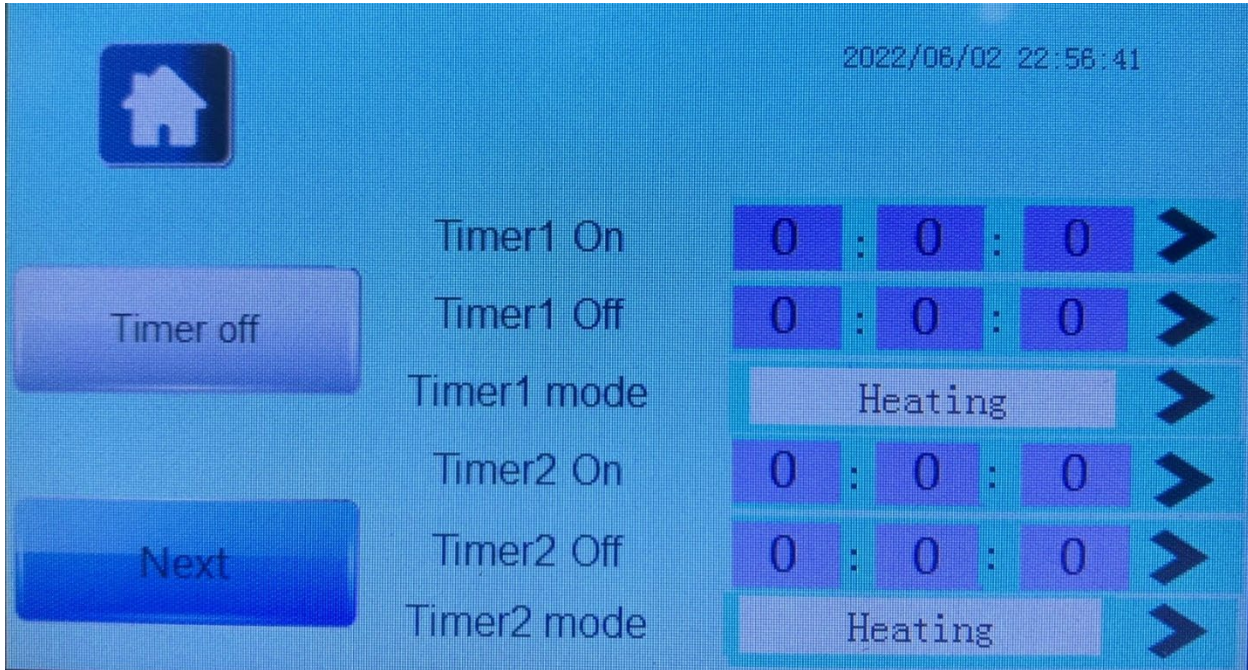 2022/06/02 22:56:41
Timer1 On 0 : 0 : 0
Timer off
Timer1 Off 0 : 0 : 0
Timer1 mode Heating
Timer2 On 0 : 0 : 0
Next
Timer2 Off 0 : 0 : 0
Timer2 mode Heating